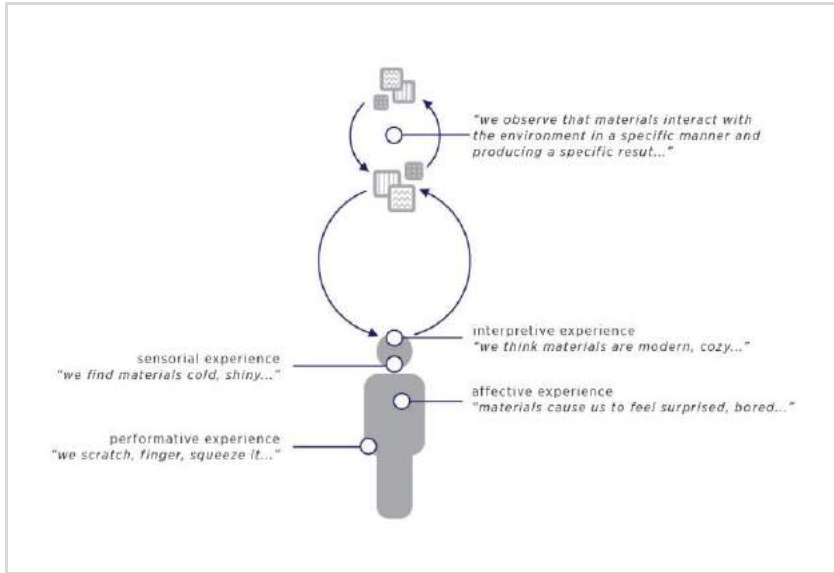 "we observe that materials interact with
the environment in a specific manner and
producing a specific resut..."
interpretive experience
"we think materials are modern, cozy..."
sensorial experience
"we find materials cold, shiny..."
affective experience
"materials cause us to feel surprised, bored..."
performative experience
"we scratch, finger, squeeze it..."